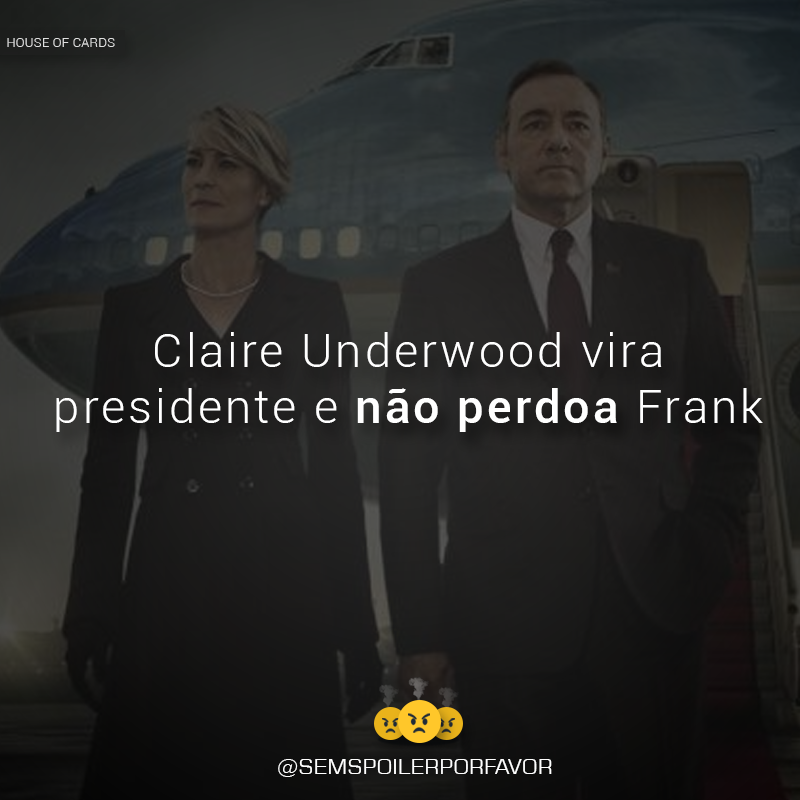 HOUSE OF CARDS
Claire Underwood vira
presidente e não perdoa Frank
@SEMSPOILERPORFAVOR